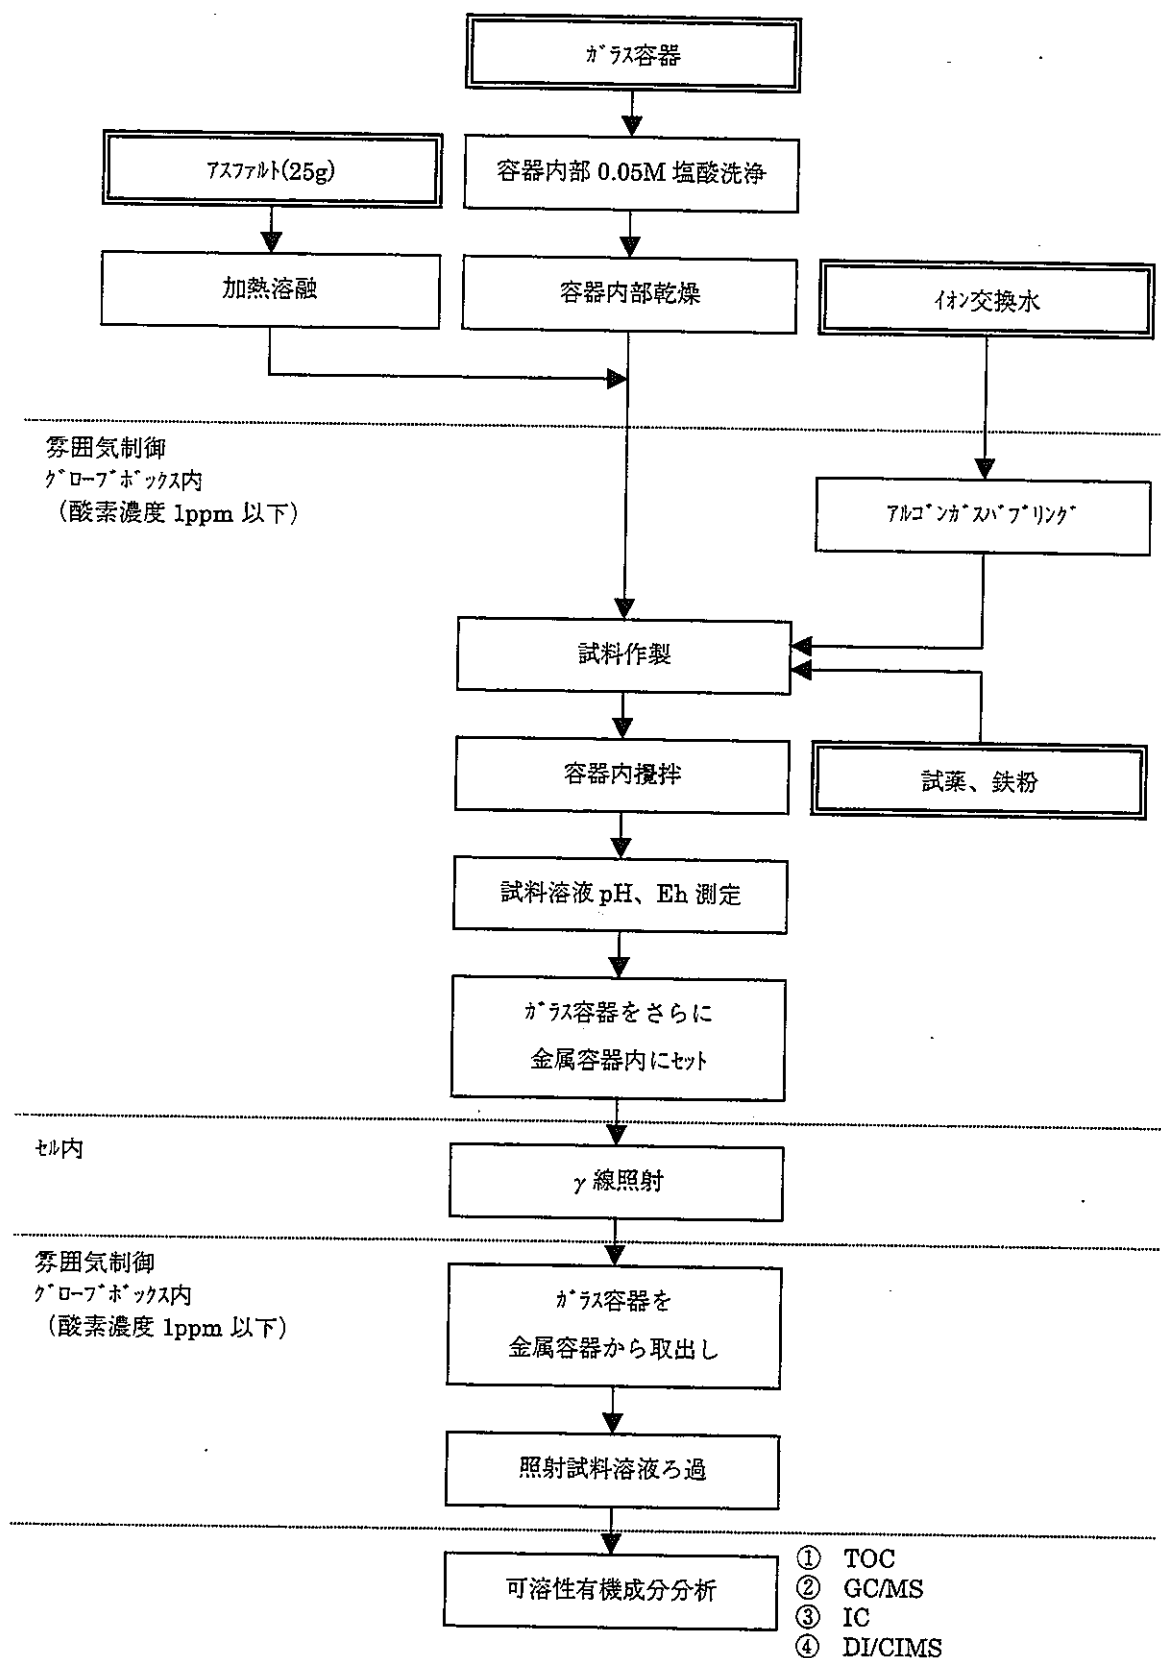 ｶﾞﾗｽ容器
ｱｽﾌｧﾙﾄ(25g)
容器内部 0.05M 塩酸洗浄
加熱溶融
容器内部乾燥
ｲｵﾝ交換水
雰囲気制御
ｸﾞﾛｰﾌﾞﾎﾞｯｸｽ内
（酸素濃度 1ppm 以下）
ｱﾙｺﾞﾝｶﾞｽﾊﾞﾌﾞﾘﾝｸﾞ
試料作製
容器内攪拌
試薬、鉄粉
試料溶液 pH、Eh 測定
ｶﾞﾗｽ容器をさらに
金属容器内にｾｯﾄ
ｾﾙ内
γ 線照射
雰囲気制御
ｸﾞﾛｰﾌﾞﾎﾞｯｸｽ内
（酸素濃度 1ppm 以下）
ｶﾞﾗｽ容器を
金属容器から取出し
照射試料溶液ろ過
可溶性有機成分分析
① TOC
② GC/MS
③ IC
④ DI/CIMS